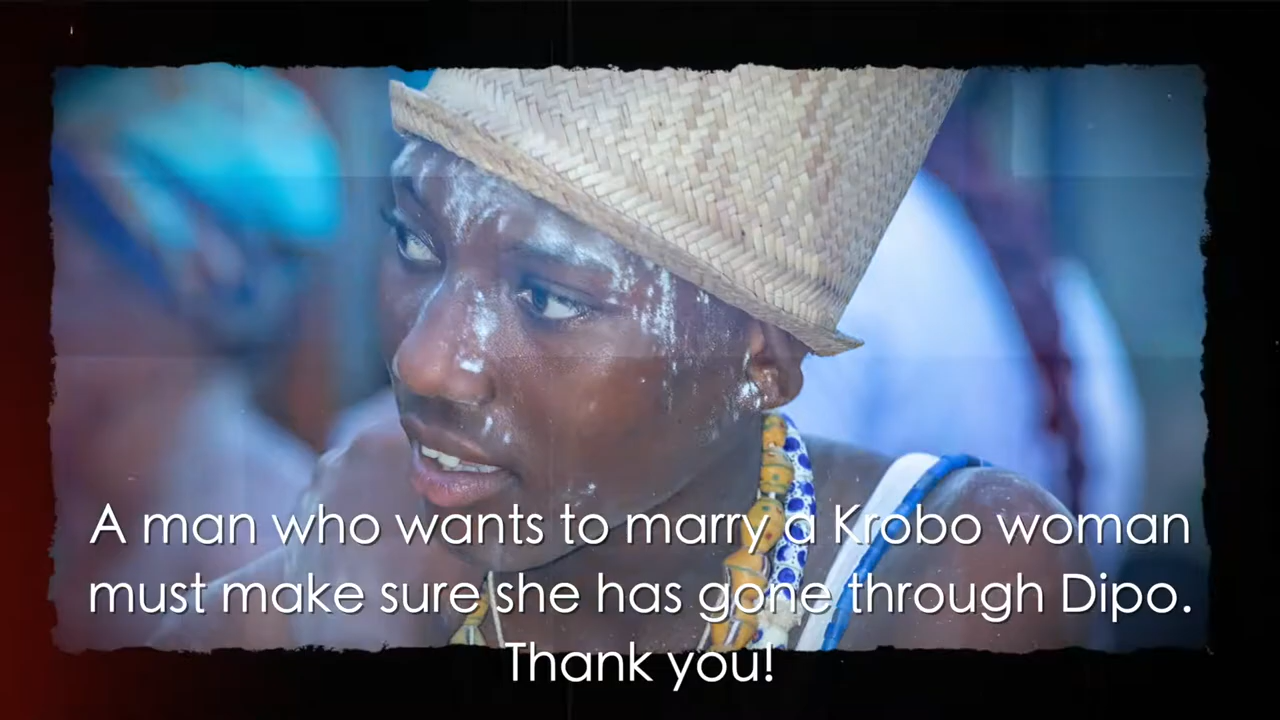 A man who wants to marry a Krobo woman
must make sure she has gone through Dipo.
Thank you!